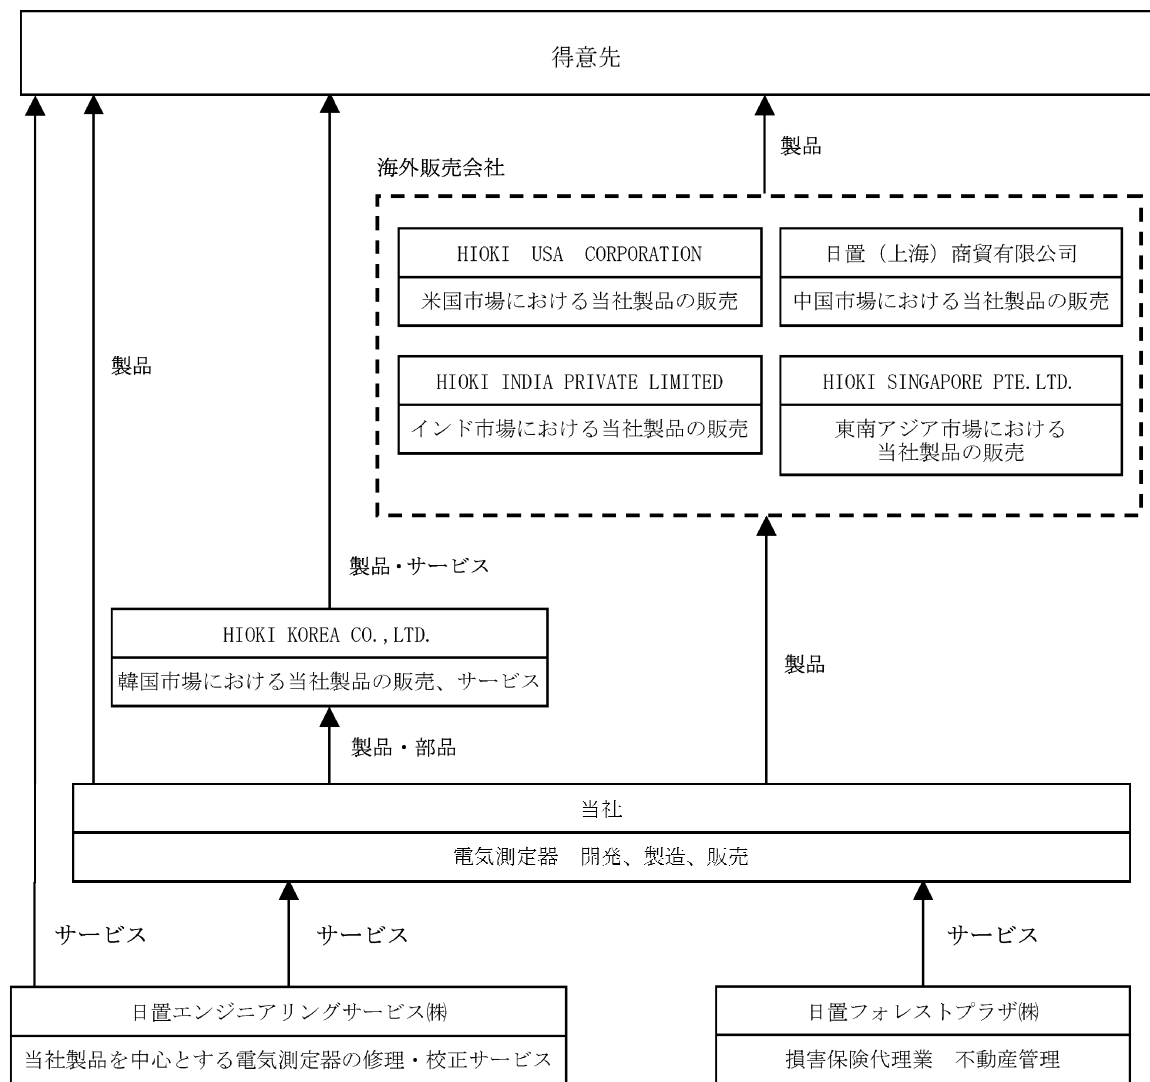 得意先
製品
海外販売会社
HIOKI USA CORPORATION
米国市場における当社製品の販売
日置（上海）商貿有限公司
中国市場における当社製品の販売
製品
HIOKI INDIA PRIVATE LIMITED
インド市場における当社製品の販売
HIOKI SINGAPORE PTE.LTD.
東南アジア市場における
当社製品の販売
製品・サービス
HIOKI KOREA CO.,LTD.
韓国市場における当社製品の販売、サービス
製品
製品・部品
当社
電気測定器　開発、製造、販売
サービス
サービス
サービス
日置エンジニアリングサービス㈱
当社製品を中心とする電気測定器の修理・校正サービス
日置フォレストプラザ㈱
損害保険代理業　不動産管理